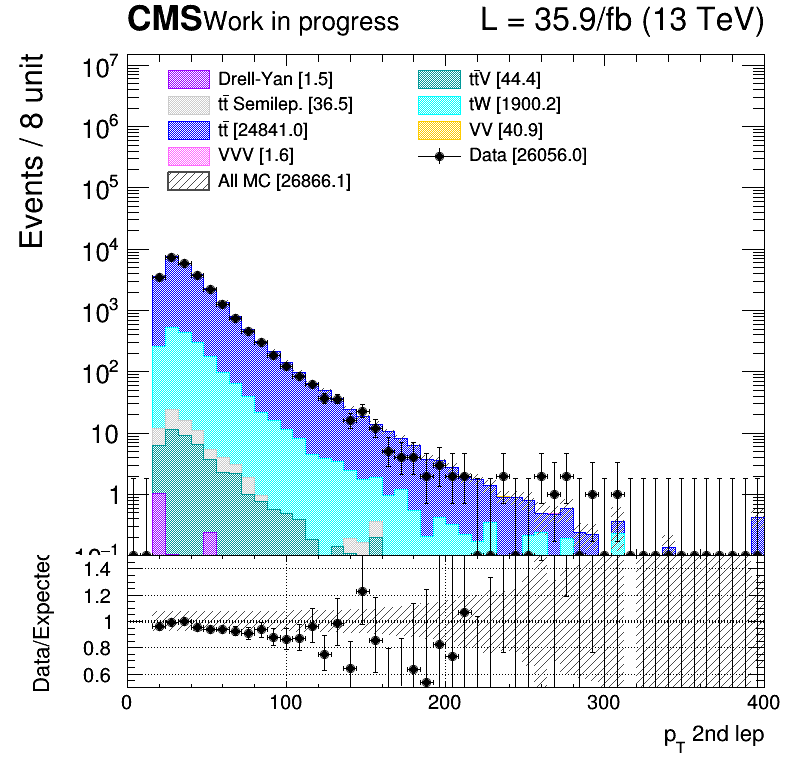 CMS Work in progress L = 35.9/fb (13 TeV)
Events / 8 unit
10⁷
10⁶
10⁵
10⁴
10³
10²
10
1
10⁻¹
Drell-Yan [1.5]
tt̄ Semilep. [36.5]
tt̄ [24841.0]
VVV [1.6]
All MC [26866.1]
tt̄V [44.4]
tW [1900.2]
VV [40.9]
Data [26056.0]
Data/Expected
1.4
1.2
1
0.8
0.6
0 100 200 300 400
p_T 2nd lep